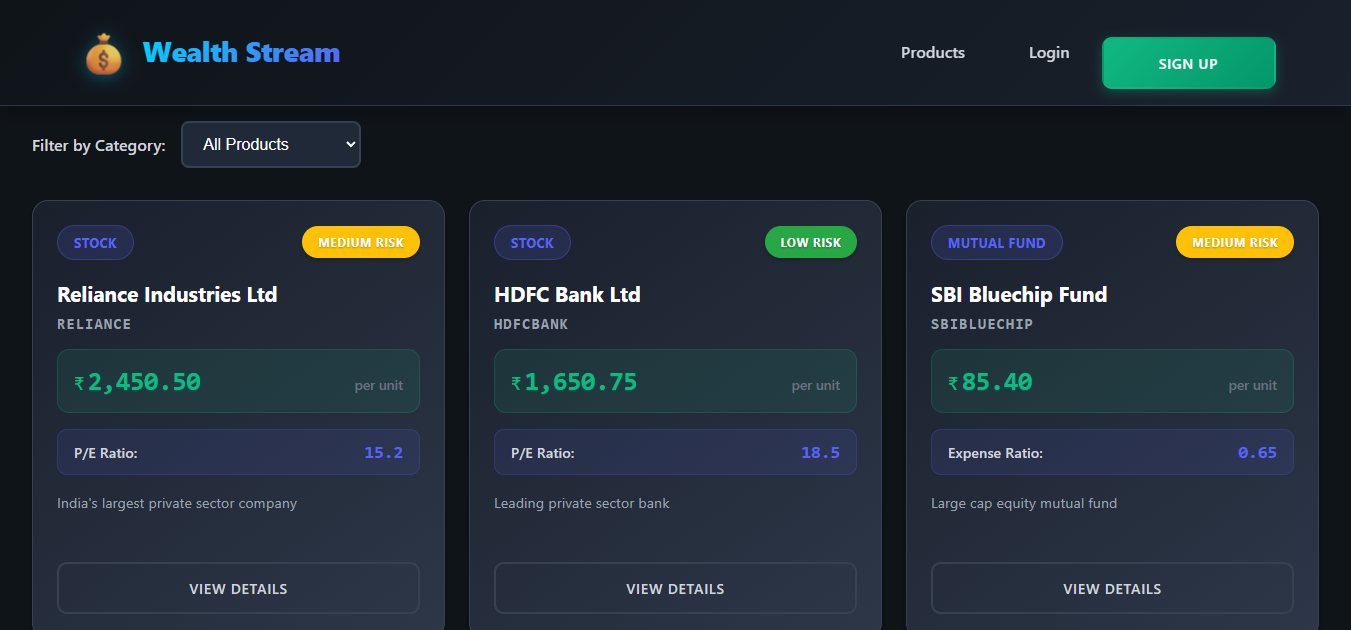 Wealth Stream
Products
Login
SIGN UP
Filter by Category:
All Products
STOCK
MEDIUM RISK
Reliance Industries Ltd
RELIANCE
₹2,450.50
per unit
P/E Ratio:
15.2
India's largest private sector company
VIEW DETAILS
STOCK
LOW RISK
HDFC Bank Ltd
HDFCBANK
₹1,650.75
per unit
P/E Ratio:
18.5
Leading private sector bank
VIEW DETAILS
MUTUAL FUND
MEDIUM RISK
SBI Bluechip Fund
SBIBLUECHIP
₹85.40
per unit
Expense Ratio:
0.65
Large cap equity mutual fund
VIEW DETAILS